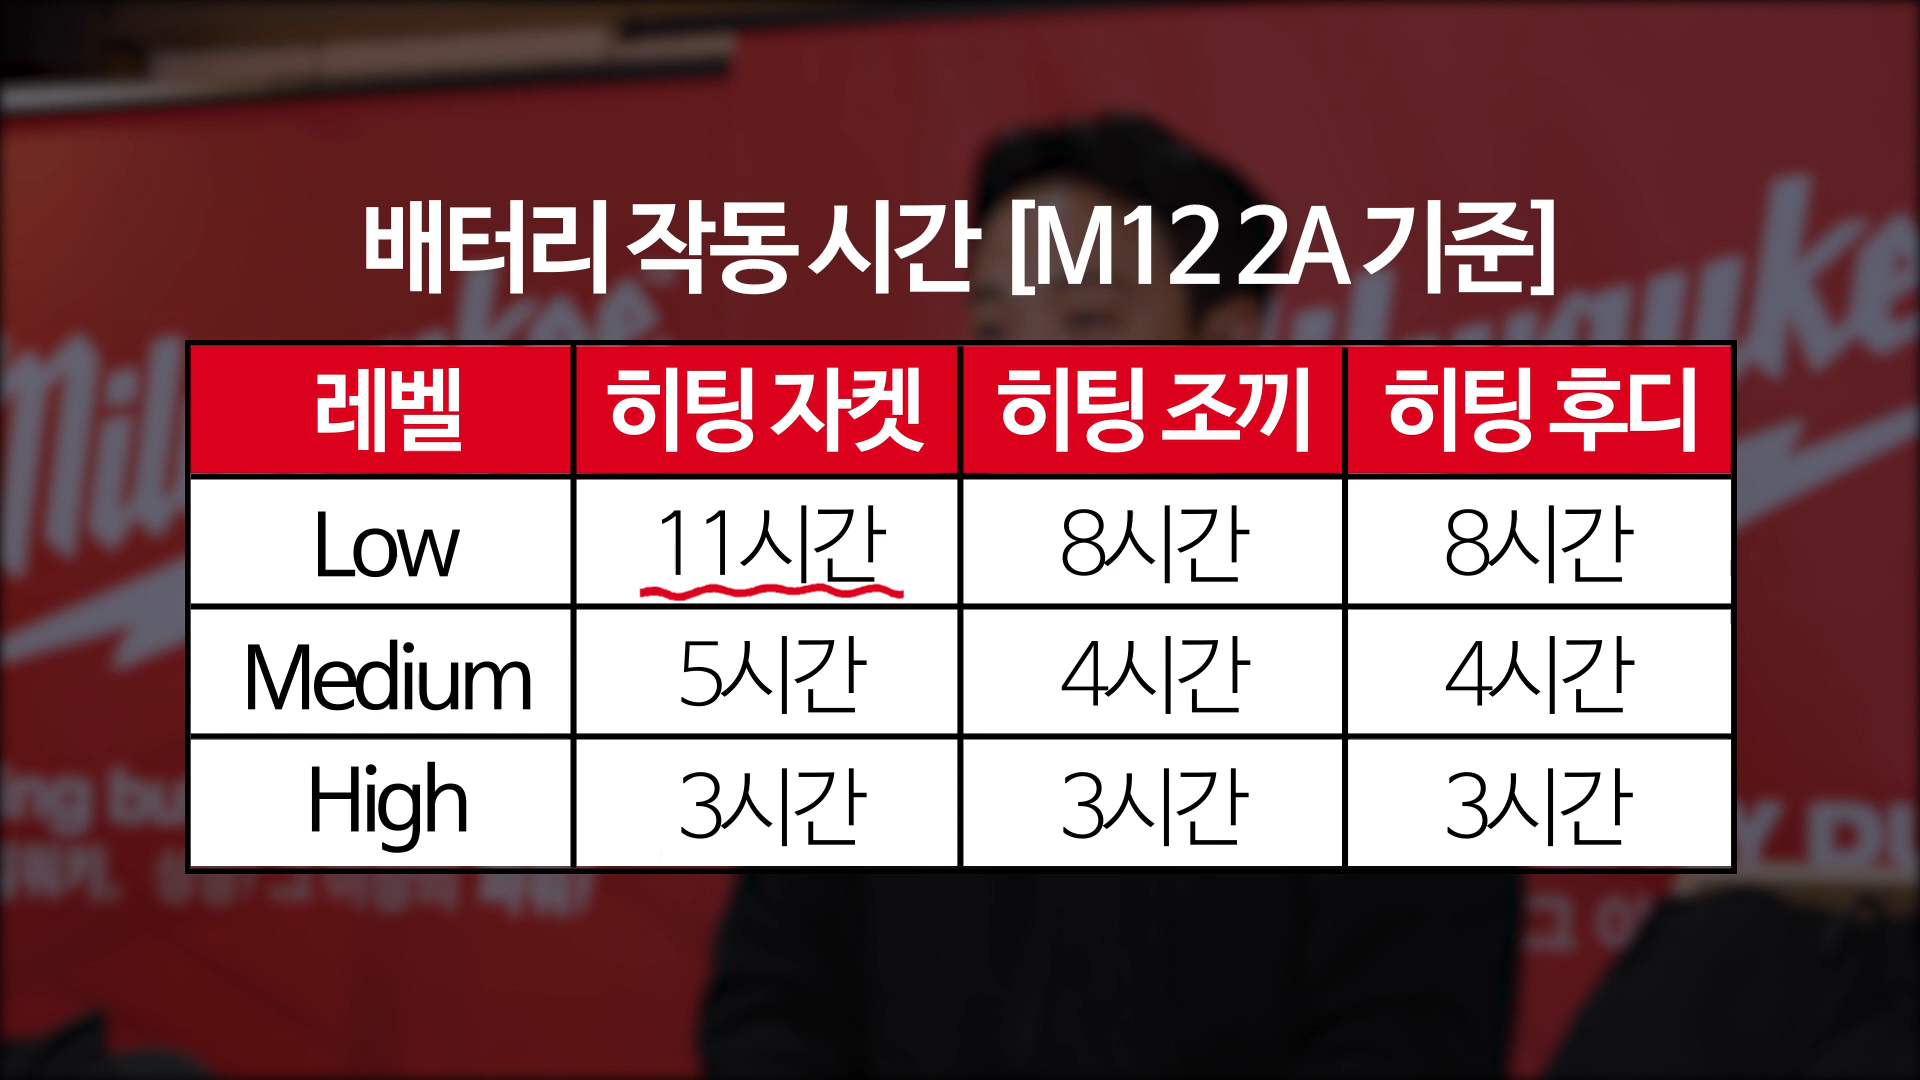 배터리 작동 시간 [M12 2A 기준]
레벨 히팅 자켓 히팅 조끼 히팅 후디
Low 11시간 8시간 8시간
Medium 5시간 4시간 4시간
High 3시간 3시간 3시간
Milwaukee
Milwaukee